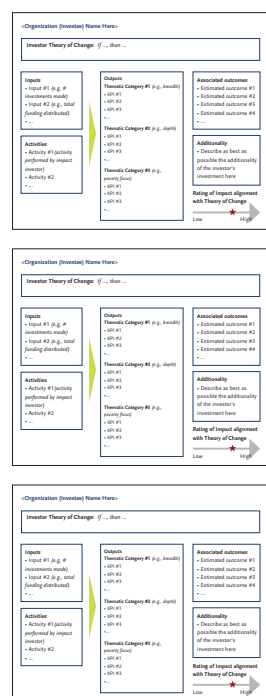 <Organization (Investee) Name Here>
Investor Theory of Change: If ..., then ...
Inputs
• Input #1 (e.g, #
investments made)
• Input #2 (e.g., total
funding distributed)
• ...
Activities
• Activity #1(activity
performed by impact
investor)
• Activity #2
• ...
Outputs
Thematic Category #1 (e.g., breadth)
• KPI #1
• KPI #2
• KPI #3
•...
Thematic Category #2 (e.g., depth)
• KPI #1
• KPI #2
• KPI #3
•...
Thematic Category #3 (e.g.,
poverty focus)
• KPI #1
• KPI #2
• KPI #3
•...
Associated outcomes
• Estimated outcome #1
• Estimated outcome #2
• Estimated outcome #3
• Estimated outcome #4
• ...
Additionality
• Describe as best as
possible the additionality
of the investor's
investment here
Rating of Impact alignment
with Theory of Change
Low High
<Organization (Investee) Name Here>
Investor Theory of Change: If ..., then ...
Inputs
• Input #1 (e.g, #
investments made)
• Input #2 (e.g., total
funding distributed)
• ...
Activities
• Activity #1(activity
performed by impact
investor)
• Activity #2
• ...
Outputs
Thematic Category #1 (e.g., breadth)
• KPI #1
• KPI #2
• KPI #3
•...
Thematic Category #2 (e.g., depth)
• KPI #1
• KPI #2
• KPI #3
•...
Thematic Category #3 (e.g.,
poverty focus)
• KPI #1
• KPI #2
• KPI #3
•...
Associated outcomes
• Estimated outcome #1
• Estimated outcome #2
• Estimated outcome #3
• Estimated outcome #4
• ...
Additionality
• Describe as best as
possible the additionality
of the investor's
investment here
Rating of Impact alignment
with Theory of Change
Low High
<Organization (Investee) Name Here>
Investor Theory of Change: If ..., then ...
Inputs
• Input #1 (e.g, #
investments made)
• Input #2 (e.g., total
funding distributed)
• ...
Activities
• Activity #1(activity
performed by impact
investor)
• Activity #2
• ...
Outputs
Thematic Category #1 (e.g., breadth)
• KPI #1
• KPI #2
• KPI #3
•...
Thematic Category #2 (e.g., depth)
• KPI #1
• KPI #2
• KPI #3
•...
Thematic Category #3 (e.g.,
poverty focus)
• KPI #1
• KPI #2
• KPI #3
•...
Associated outcomes
• Estimated outcome #1
• Estimated outcome #2
• Estimated outcome #3
• Estimated outcome #4
• ...
Additionality
• Describe as best as
possible the additionality
of the investor's
investment here
Rating of Impact alignment
with Theory of Change
Low High